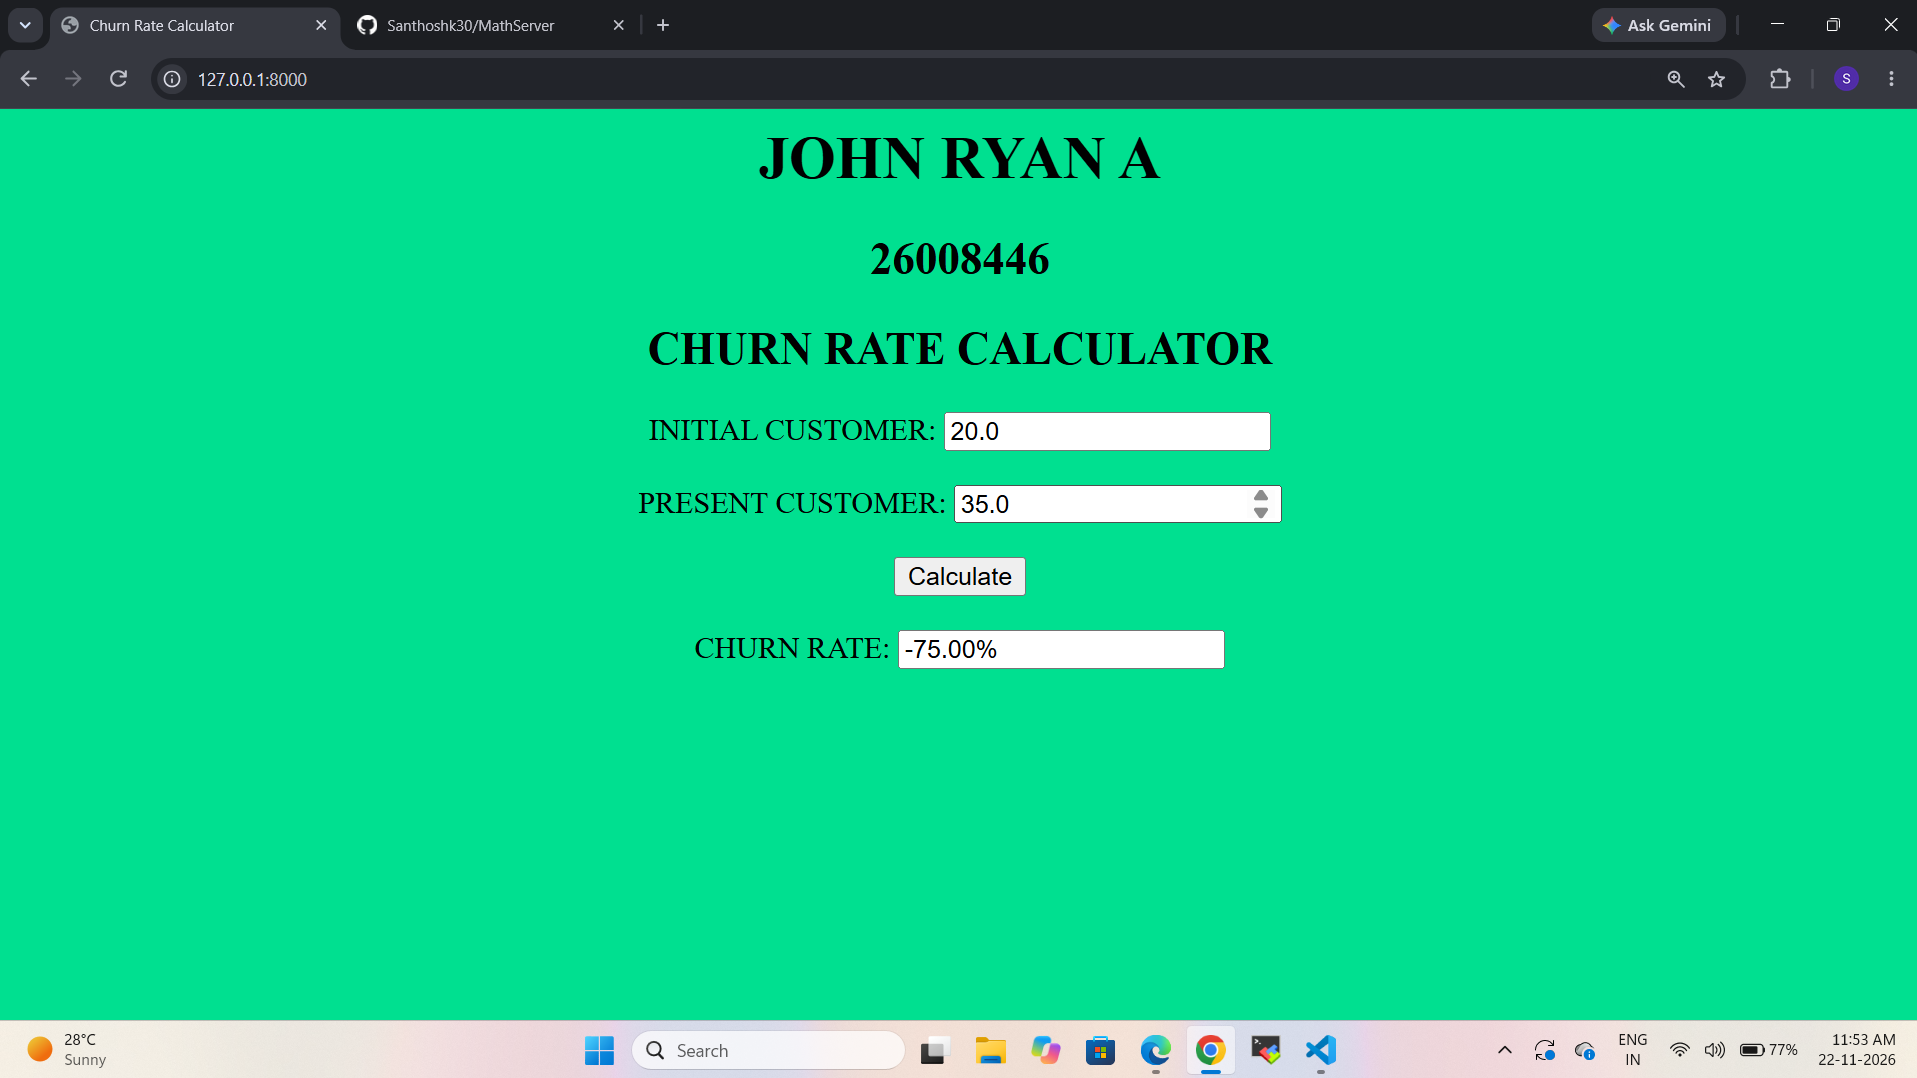 Churn Rate Calculator
Santhoshk30/MathServer
Ask Gemini
127.0.0.1:8000
S
JOHN RYAN A
26008446
CHURN RATE CALCULATOR
INITIAL CUSTOMER: 20.0
PRESENT CUSTOMER: 35.0
Calculate
CHURN RATE: -75.00%
28°C
Sunny
Search
ENG
IN
77%
11:53 AM
22-11-2026